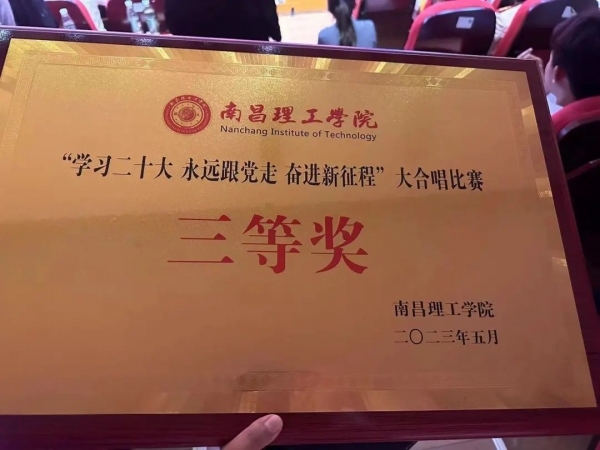 南昌理工學院
Nanchang Institute of Technology
“学习二十大 永远跟党走 奋进新征程”大合唱比赛
三等奖
南昌理工学院
二〇二三年五月